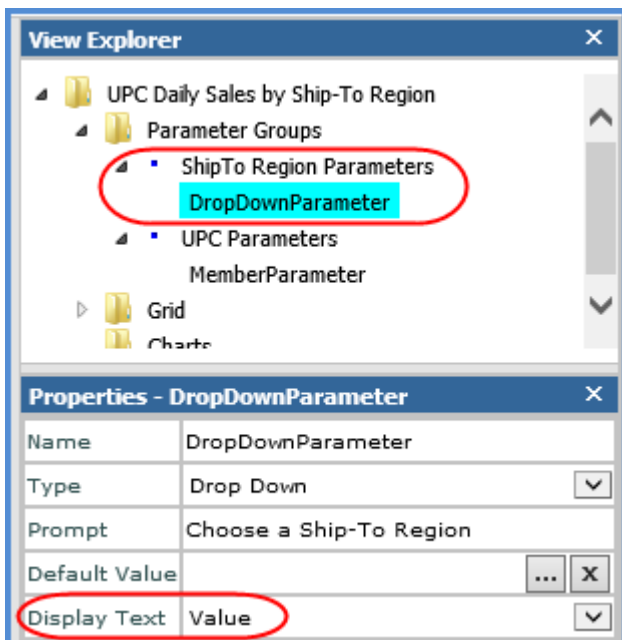 View Explorer
UPC Daily Sales by Ship-To Region
Parameter Groups
ShipTo Region Parameters
DropDownParameter
UPC Parameters
MemberParameter
Grid
Charts
Properties - DropDownParameter
Name DropDownParameter
Type Drop Down
Prompt Choose a Ship-To Region
Default Value ... x
Display Text Value